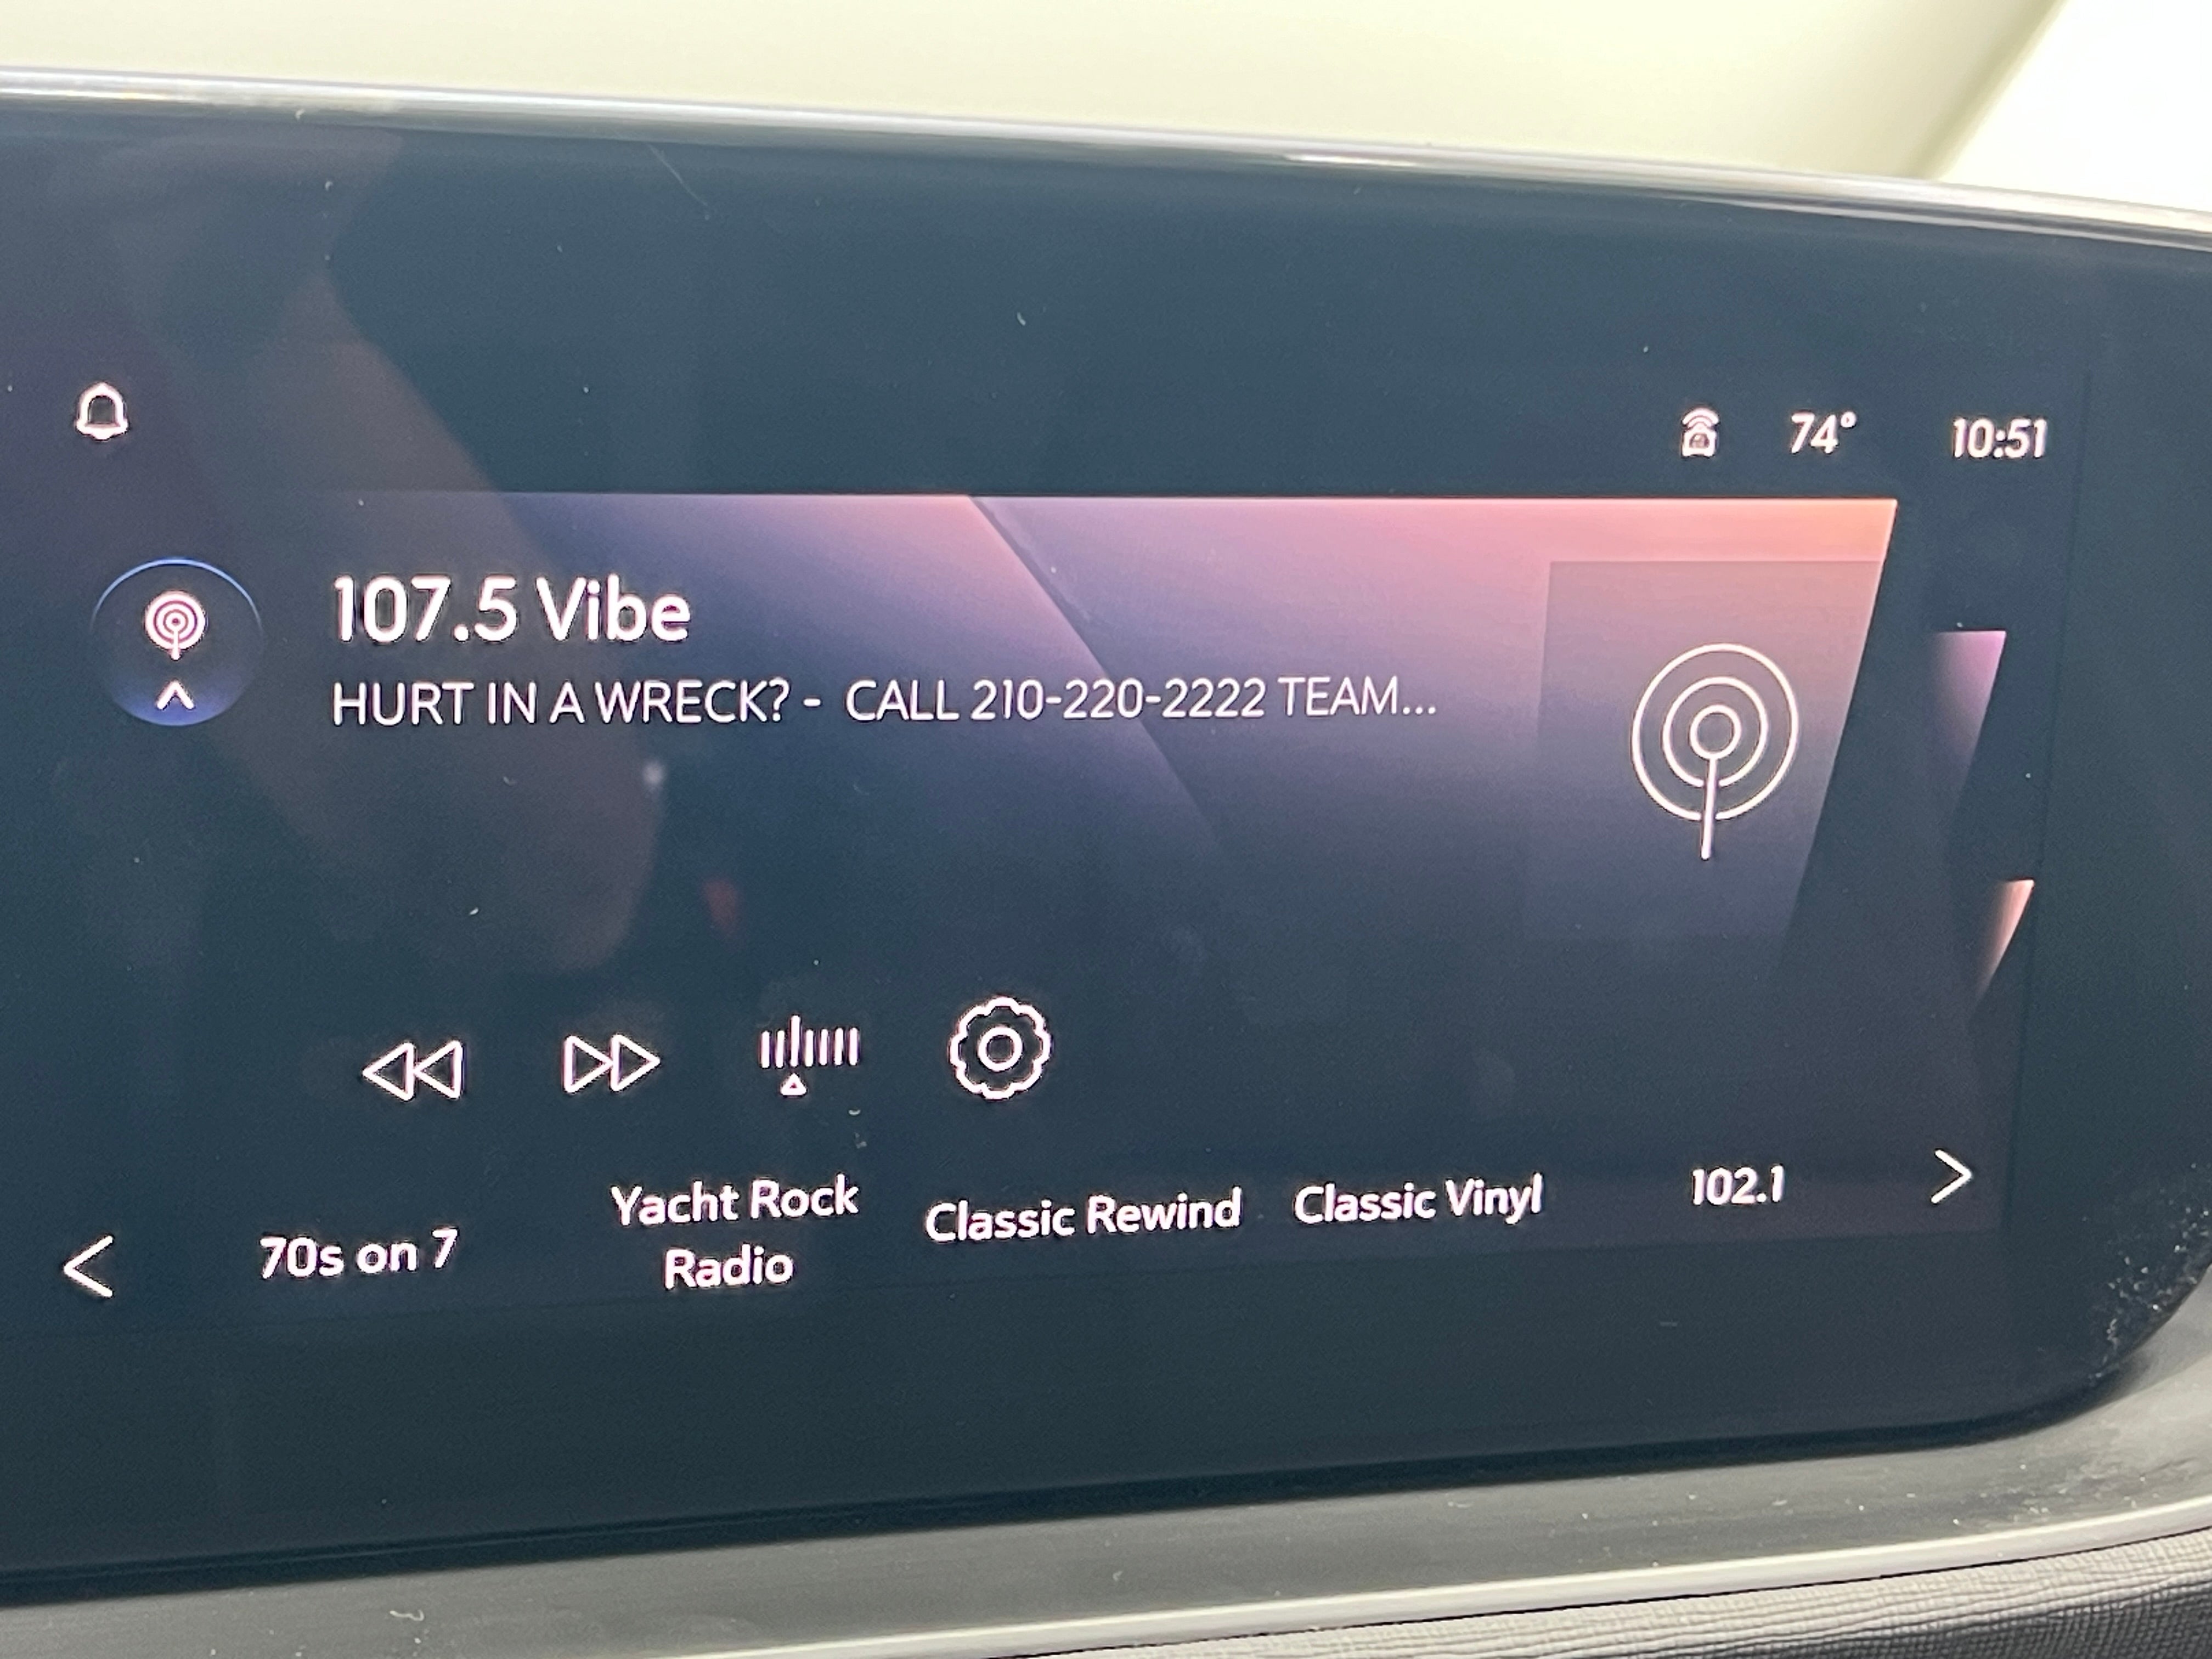 74° 10:51
107.5 Vibe
HURT IN A WRECK? - CALL 210-220-2222 TEAM...
70s on 7
Yacht Rock
Radio
Classic Rewind
Classic Vinyl
102.1